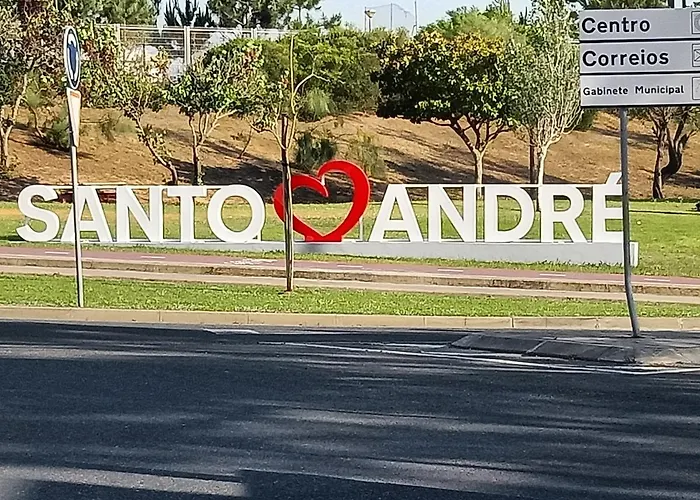 Centro
Correios
Gabinete Municipal
SANTO ANDRÉ